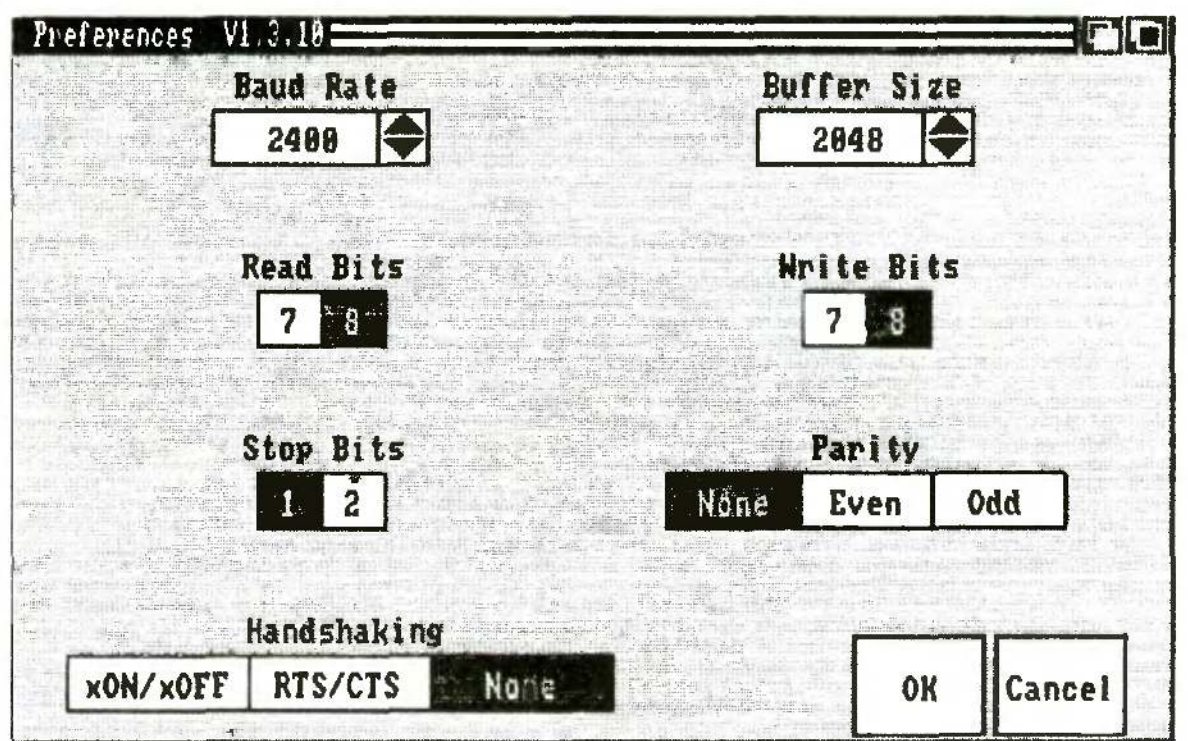 Preferences V1.3.10
Baud Rate
2400
Buffer Size
2048
Read Bits
7 8
Write Bits
7 8
Stop Bits
1 2
Parity
None Even Odd
Handshaking
xON/xOFF RTS/CTS None
OK Cancel